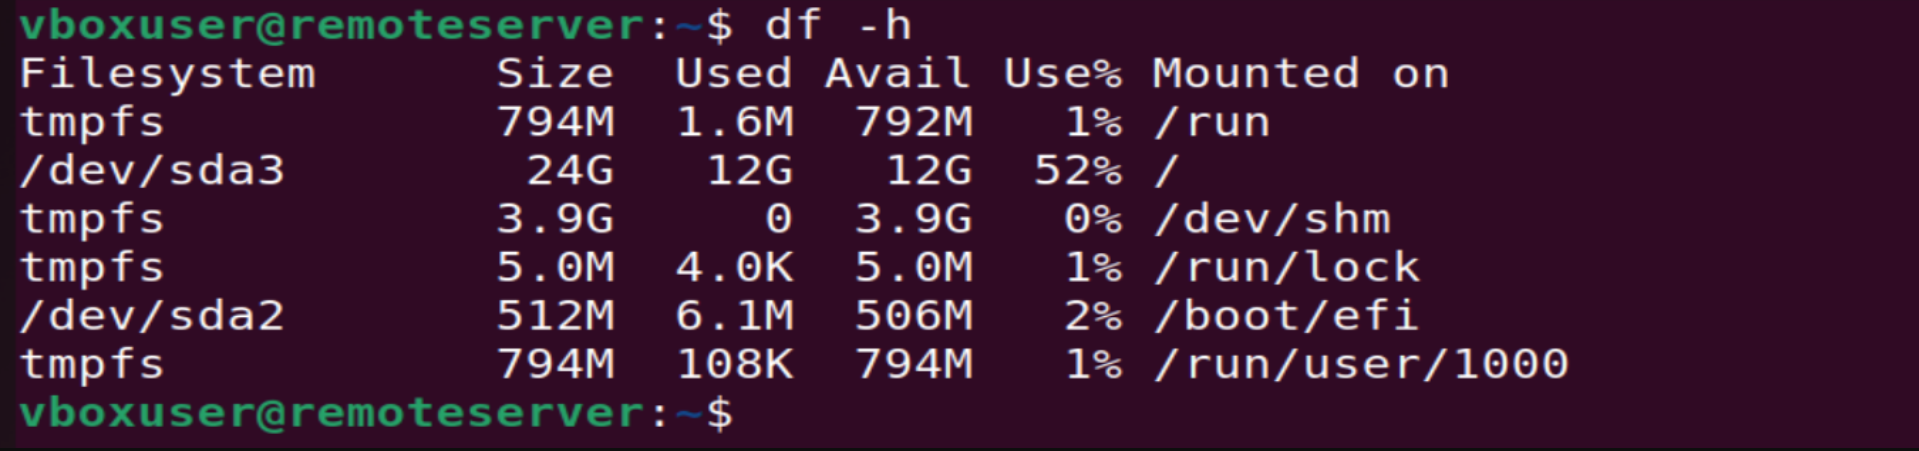 vboxuser@remoteserver:~$ df -h
Filesystem      Size  Used Avail Use% Mounted on
tmpfs           794M  1.6M  792M   1% /run
/dev/sda3        24G   12G   12G  52% /
tmpfs           3.9G     0  3.9G   0% /dev/shm
tmpfs           5.0M  4.0K  5.0M   1% /run/lock
/dev/sda2       512M  6.1M  506M   2% /boot/efi
tmpfs           794M  108K  794M   1% /run/user/1000
vboxuser@remoteserver:~$